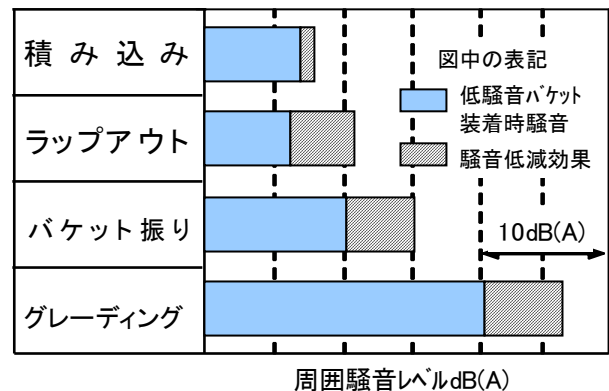 積み込み
ラップアウト
バケット振り
グレーディング
図中の表記
低騒音ﾊﾞｹｯﾄ
装着時騒音
騒音低減効果
10dB(A)
周囲騒音ﾚﾍﾞﾙdB(A)